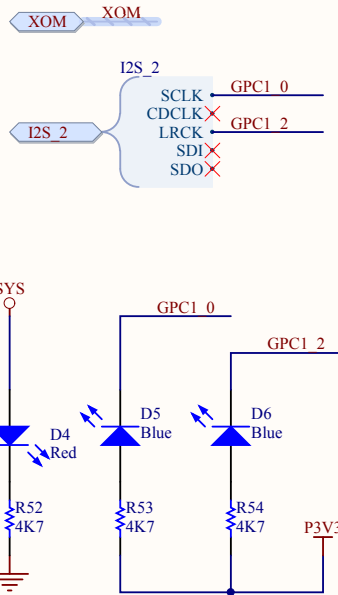 XOM XOM
I2S_2
I2S_2
SCLK GPC1_0
CDCLK
LRCK GPC1_2
SDI
SDO
SYS
GPC1_0
GPC1_2
D4
Red
D5
Blue
D6
Blue
R52
4K7
R53
4K7
R54
4K7
P3V3